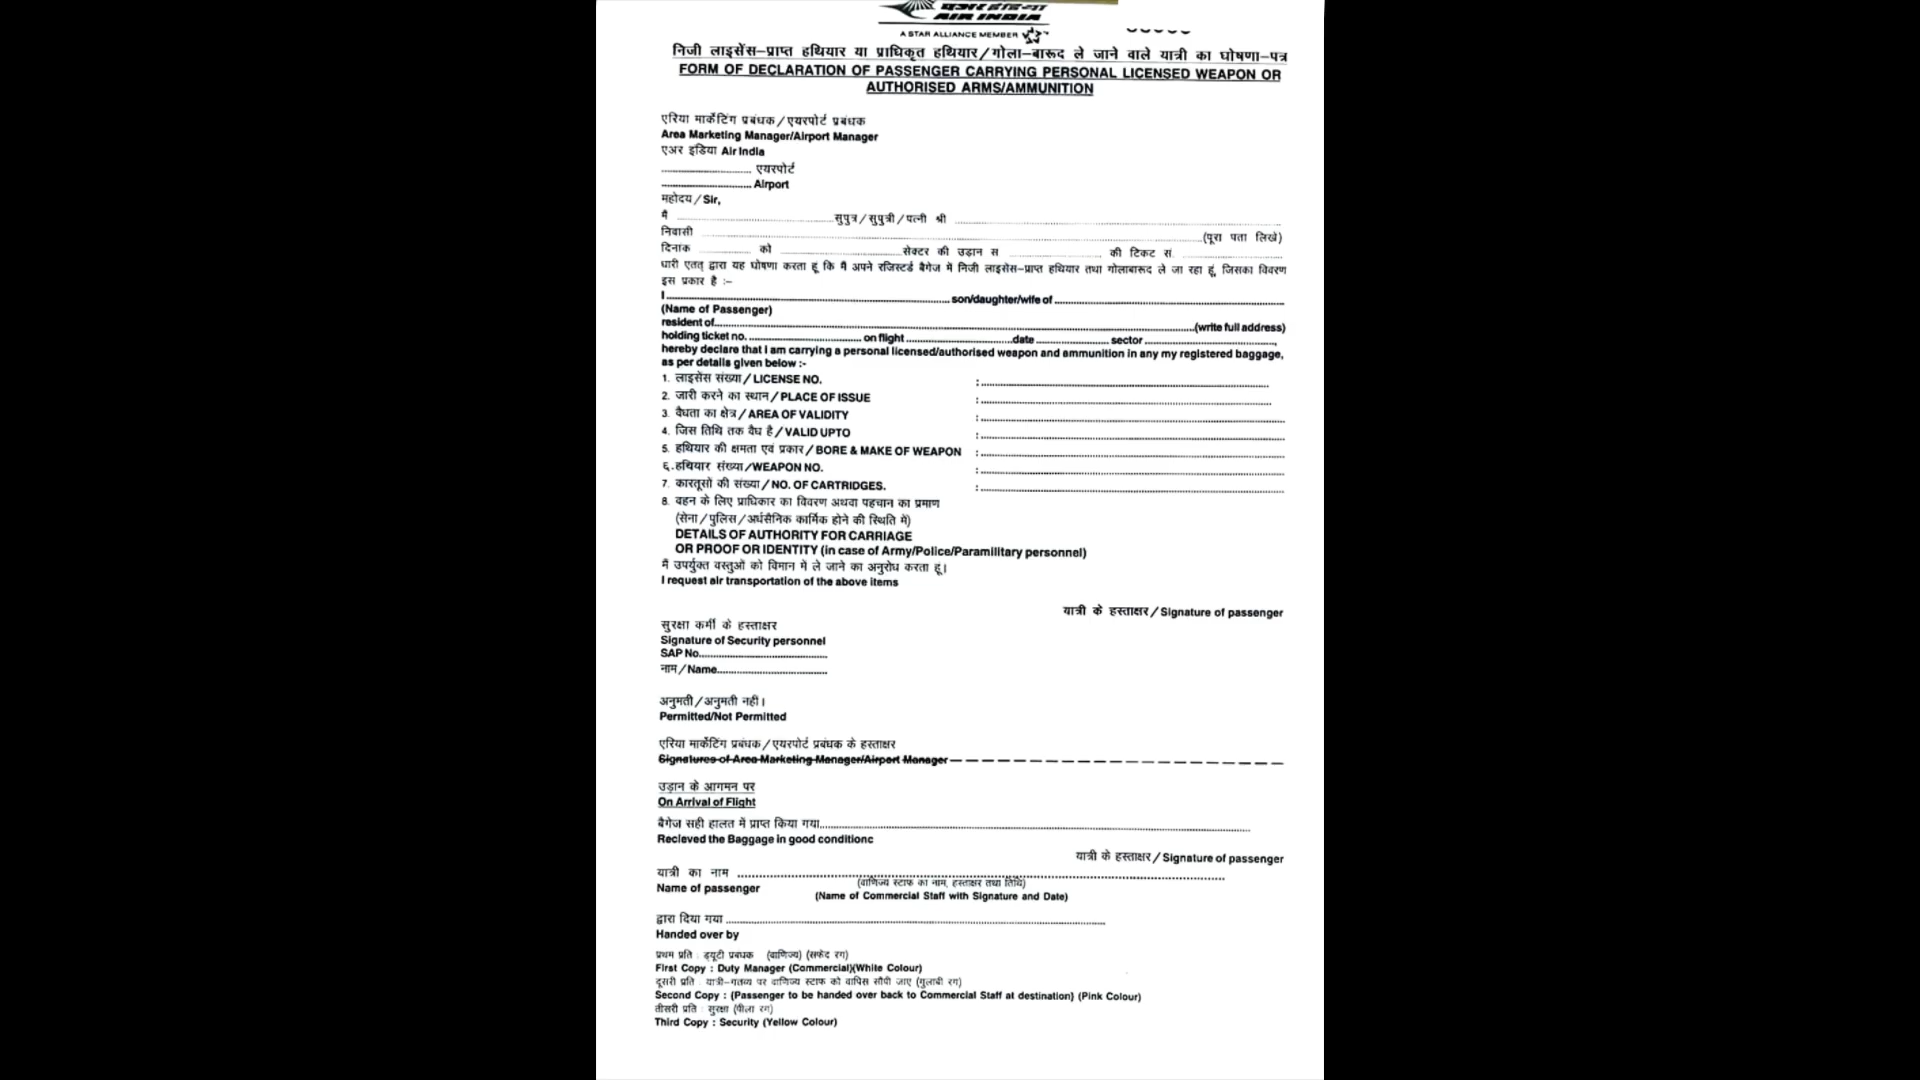 एअर इंडिया
AIR INDIA
A STAR ALLIANCE MEMBER
निजी लाइसेंस-प्राप्त हथियार या प्राधिकृत हथियार/गोला-बारूद ले जाने वाले यात्री का घोषणा-पत्र
FORM OF DECLARATION OF PASSENGER CARRYING PERSONAL LICENSED WEAPON OR
AUTHORISED ARMS/AMMUNITION
एरिया मार्केटिंग प्रबंधक/एयरपोर्ट प्रबंधक
Area Marketing Manager/Airport Manager
एअर इंडिया Air India
.............................. एयरपोर्ट
.............................. Airport
महोदय/Sir,
मैं ..............................सुपुत्र/सुपुत्री/पत्नी श्री ..............................
निवासी ..............................(पूरा पता लिखें)
दिनांक .............. को ..............................सेक्टर की उड़ान स .............................. की टिकट सं. ..............................
धारी एतत् द्वारा यह घोषणा करता हूं कि मैं अपने रजिस्टर्ड बैगेज में निजी लाइसेंस-प्राप्त हथियार तथा गोलाबारूद ले जा रहा हूं, जिसका विवरण
इस प्रकार है :-
I .............................. son/daughter/wife of ..............................
(Name of Passenger)
resident of..............................(write full address)
holding ticket no. .............................. on flight ..............................date .............................. sector ..............................,
hereby declare that I am carrying a personal licensed/authorised weapon and ammunition in any my registered baggage,
as per details given below :-
1. लाइसेंस संख्या/LICENSE NO. : ..............................
2. जारी करने का स्थान/PLACE OF ISSUE : ..............................
3. वैधता का क्षेत्र/AREA OF VALIDITY : ..............................
4. जिस तिथि तक वैध है/VALID UPTO : ..............................
5. हथियार की क्षमता एवं प्रकार/BORE & MAKE OF WEAPON : ..............................
६. हथियार संख्या/WEAPON NO. : ..............................
7. कारतूसों की संख्या/NO. OF CARTRIDGES. : ..............................
8. वहन के लिए प्राधिकार का विवरण अथवा पहचान का प्रमाण
(सेना/पुलिस/अर्धसैनिक कार्मिक होने की स्थिति में)
DETAILS OF AUTHORITY FOR CARRIAGE
OR PROOF OR IDENTITY (in case of Army/Police/Paramilitary personnel)
मैं उपर्युक्त वस्तुओं को विमान में ले जाने का अनुरोध करता हूं।
I request air transportation of the above items
यात्री के हस्ताक्षर/Signature of passenger
सुरक्षा कर्मी के हस्ताक्षर
Signature of Security personnel
SAP No..............................
नाम/Name..............................
अनुमती/अनुमती नहीं।
Permitted/Not Permitted
एरिया मार्केटिंग प्रबंधक/एयरपोर्ट प्रबंधक के हस्ताक्षर
Signatures of Area Marketing Manager/Airport Manager
उड़ान के आगमन पर
On Arrival of Flight
बैगेज सही हालत में प्राप्त किया गया..............................
Recieved the Baggage in good conditionc
यात्री के हस्ताक्षर/Signature of passenger
यात्री का नाम ..............................
(वाणिज्य स्टाफ का नाम, हस्ताक्षर तथा तिथि)
Name of passenger (Name of Commercial Staff with Signature and Date)
द्वारा दिया गया ..............................
Handed over by
प्रथम प्रति : ड्यूटी प्रबंधक (वाणिज्य) (सफेद रंग)
First Copy : Duty Manager (Commercial)(White Colour)
दूसरी प्रति : यात्री-गंतव्य पर वाणिज्य स्टाफ को वापिस सौंपी जाए (गुलाबी रंग)
Second Copy : (Passenger to be handed over back to Commercial Staff at destination) (Pink Colour)
तीसरी प्रति : सुरक्षा (पीला रंग)
Third Copy : Security (Yellow Colour)